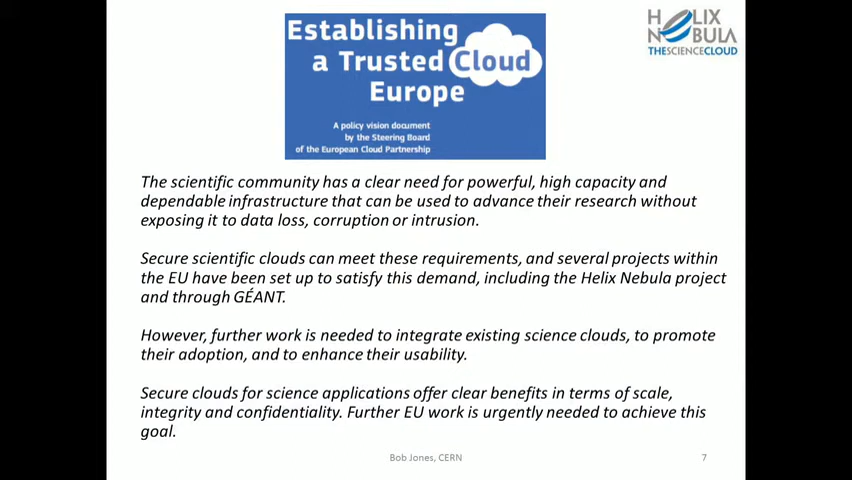 Establishing
a Trusted Cloud
Europe
A policy vision document
by the Steering Board
of the European Cloud Partnership
HELIX
NEBULA
THESCIENCECLOUD
The scientific community has a clear need for powerful, high capacity and
dependable infrastructure that can be used to advance their research without
exposing it to data loss, corruption or intrusion.
Secure scientific clouds can meet these requirements, and several projects within
the EU have been set up to satisfy this demand, including the Helix Nebula project
and through GÉANT.
However, further work is needed to integrate existing science clouds, to promote
their adoption, and to enhance their usability.
Secure clouds for science applications offer clear benefits in terms of scale,
integrity and confidentiality. Further EU work is urgently needed to achieve this
goal.
Bob Jones, CERN
7